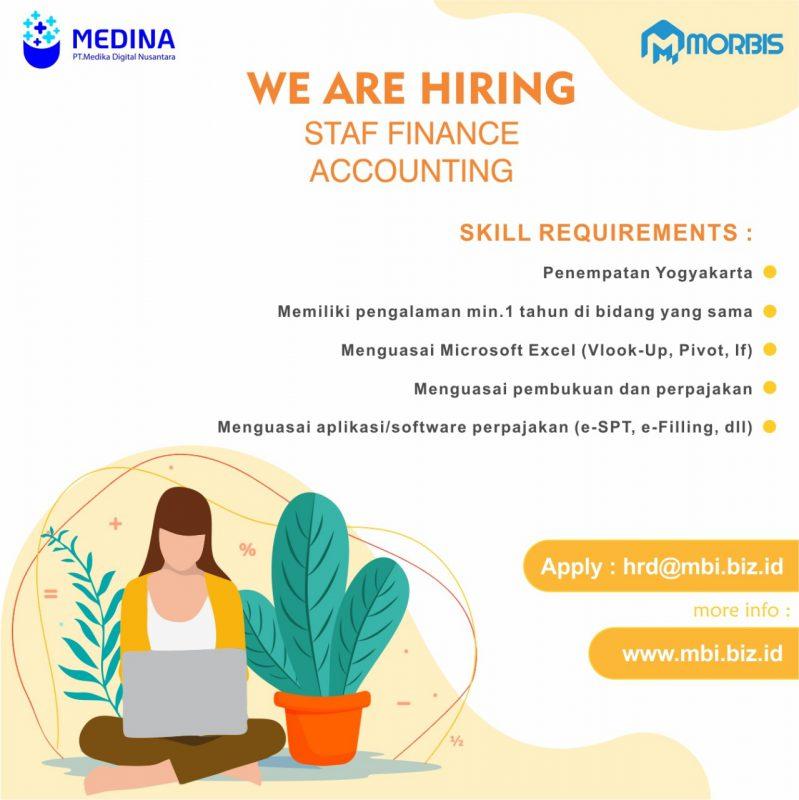 MEDINA
PT.Medika Digital Nusantara
MORBIS
WE ARE HIRING
STAF FINANCE
ACCOUNTING
SKILL REQUIREMENTS :
Penempatan Yogyakarta
Memiliki pengalaman min.1 tahun di bidang yang sama
Menguasai Microsoft Excel (Vlook-Up, Pivot, If)
Menguasai pembukuan dan perpajakan
Menguasai aplikasi/software perpajakan (e-SPT, e-Filling, dll)
+
%
=
Apply : hrd@mbi.biz.id
more info :
www.mbi.biz.id
−
½